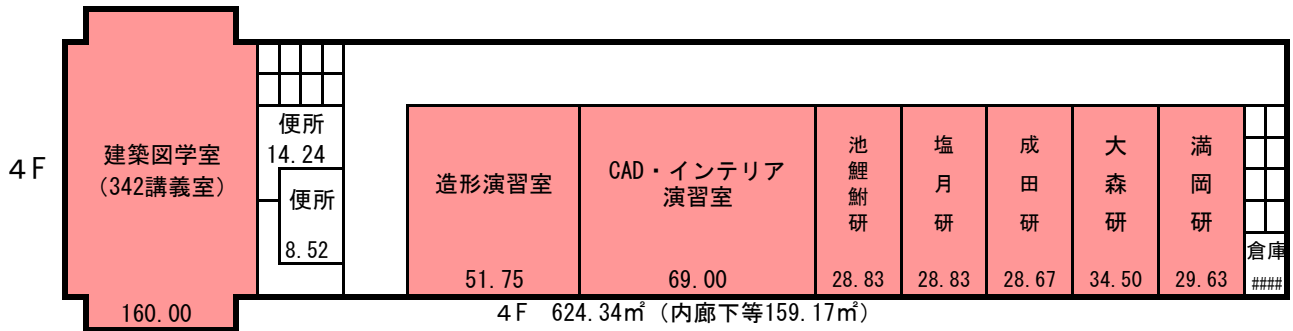 4F
建築図学室
(342講義室)
160.00
便所
14.24
便所
8.52
造形演習室
51.75
CAD・インテリア
演習室
69.00
池鯉鮒研
28.83
塩月研
28.83
成田研
28.67
大森研
34.50
満岡研
29.63
倉庫
####
4F 624.34㎡(内廊下等159.17㎡)